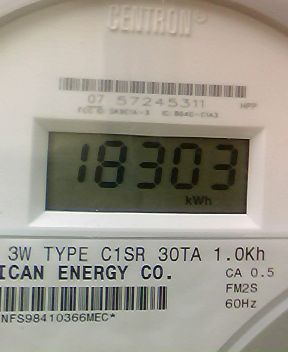 CENTRON®
07 57245311
HPP
18303
kWh
3W TYPE C1SR 30TA 1.0Kh
ICAN ENERGY CO.
CA 0.5
FM2S
60Hz
NFS98410366MEC*